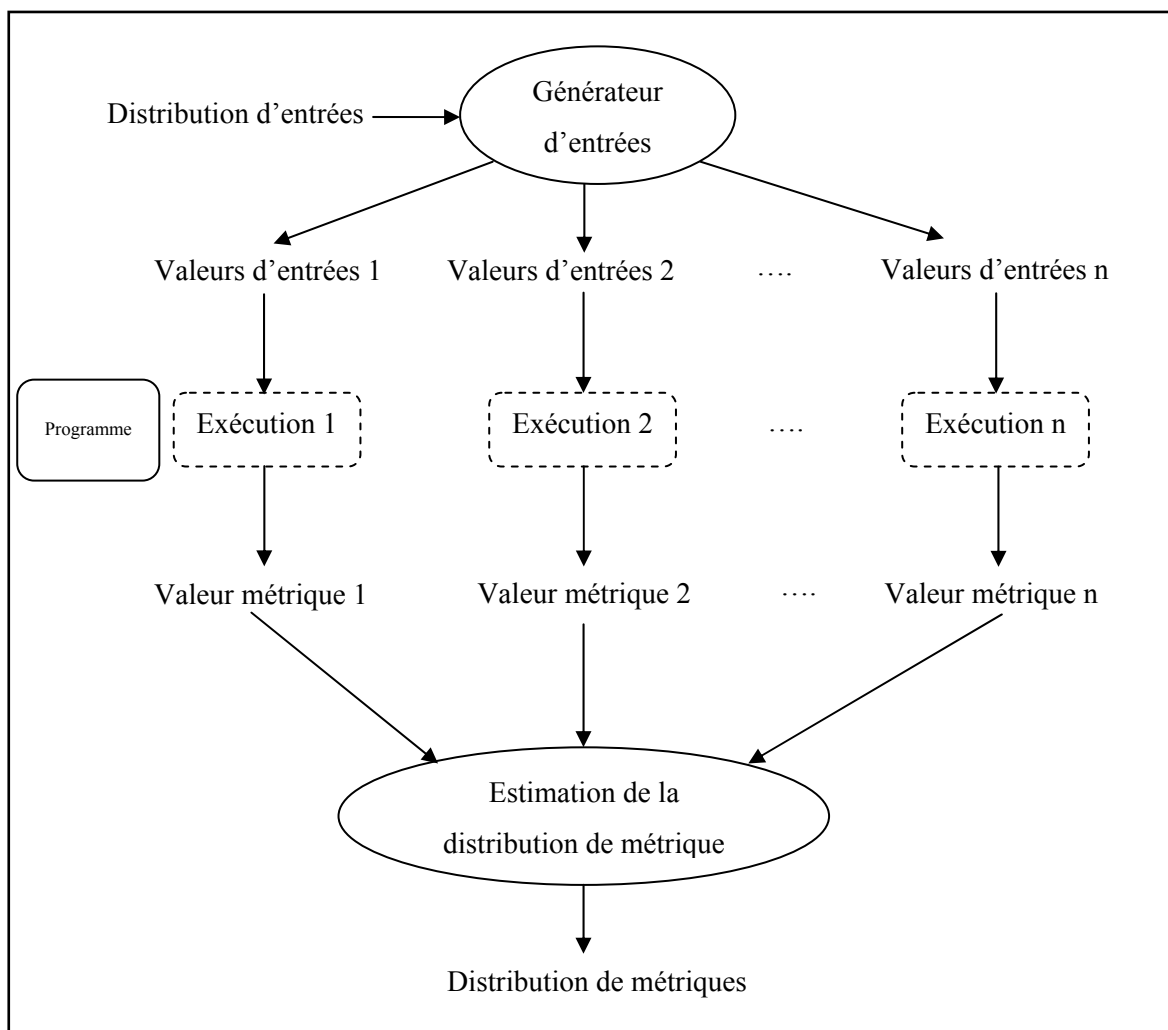 Générateur
d’entrées
Distribution d’entrées
Valeurs d’entrées 1
Valeurs d’entrées 2
….
Valeurs d’entrées n
Programme
Exécution 1
Exécution 2
….
Exécution n
Valeur métrique 1
Valeur métrique 2
….
Valeur métrique n
Estimation de la
distribution de métrique
Distribution de métriques